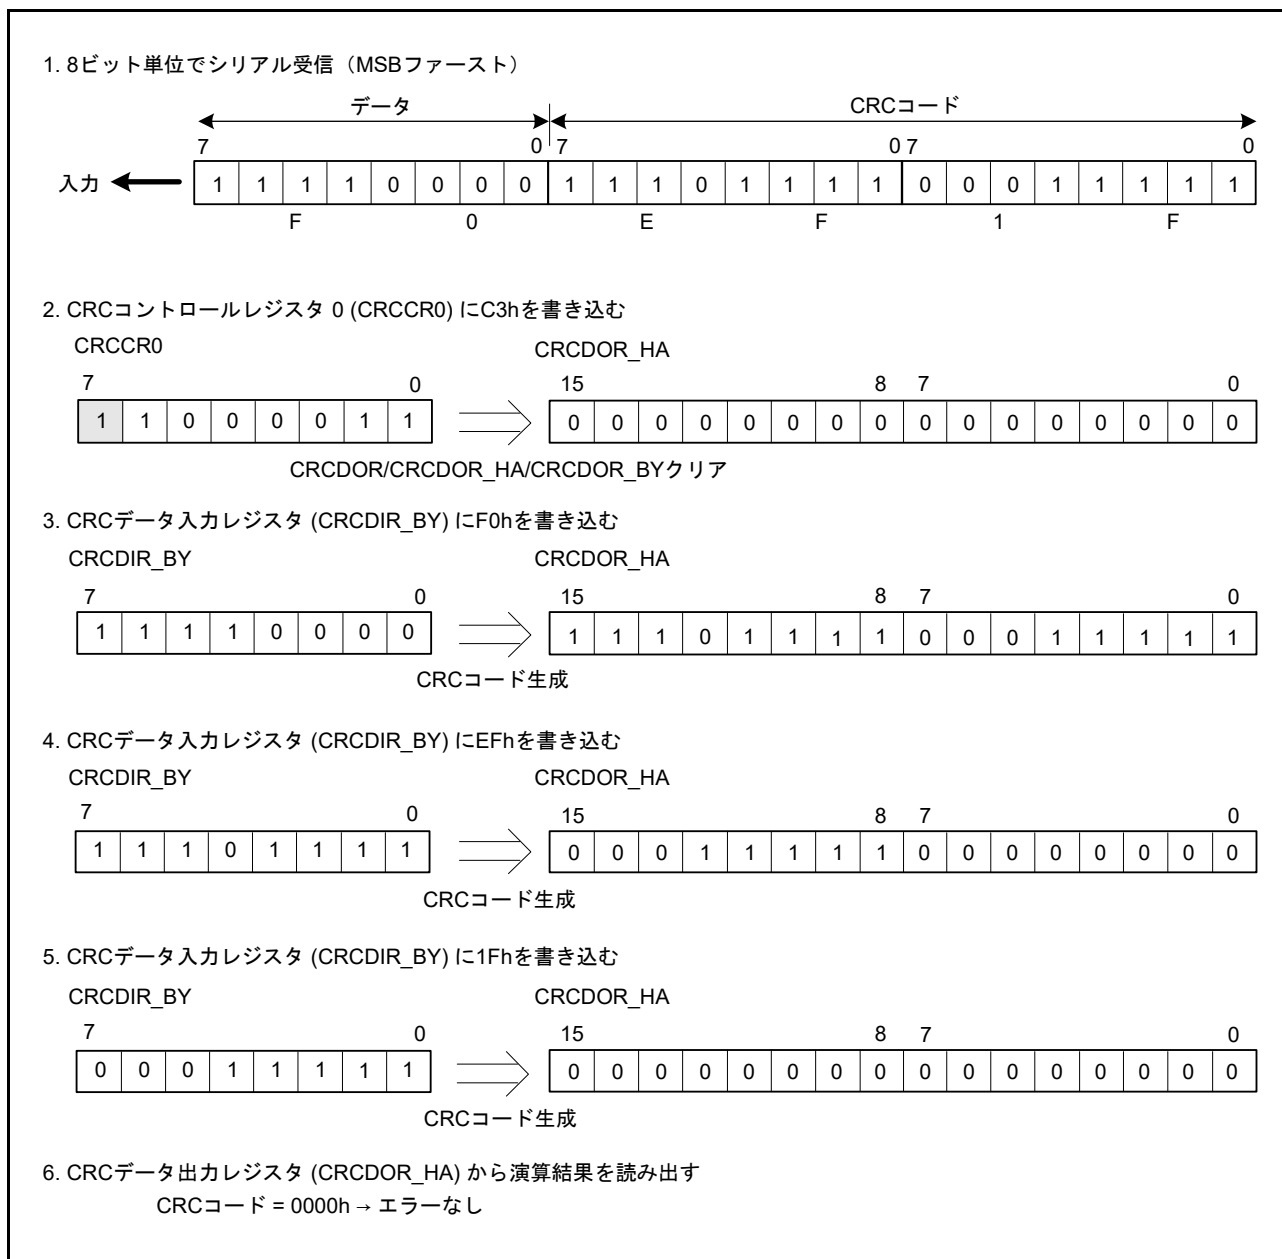 1. 8ビット単位でシリアル受信（MSBファースト）
データ CRCコード
7 0 7 0 7 0
入力 1 1 1 1 0 0 0 0 1 1 1 0 1 1 1 1 0 0 0 1 1 1 1 1
F 0 E F 1 F
2. CRCコントロールレジスタ 0 (CRCCR0) にC3hを書き込む
CRCCR0 CRCDOR_HA
7 0 15 8 7 0
1 1 0 0 0 0 1 1 0 0 0 0 0 0 0 0 0 0 0 0 0 0 0 0
CRCDOR/CRCDOR_HA/CRCDOR_BYクリア
3. CRCデータ入力レジスタ (CRCDIR_BY) にF0hを書き込む
CRCDIR_BY CRCDOR_HA
7 0 15 8 7 0
1 1 1 1 0 0 0 0 1 1 1 0 1 1 1 1 0 0 0 1 1 1 1 1
CRCコード生成
4. CRCデータ入力レジスタ (CRCDIR_BY) にEFhを書き込む
CRCDIR_BY CRCDOR_HA
7 0 15 8 7 0
1 1 1 0 1 1 1 1 0 0 0 1 1 1 1 1 0 0 0 0 0 0 0 0
CRCコード生成
5. CRCデータ入力レジスタ (CRCDIR_BY) に1Fhを書き込む
CRCDIR_BY CRCDOR_HA
7 0 15 8 7 0
0 0 0 1 1 1 1 1 0 0 0 0 0 0 0 0 0 0 0 0 0 0 0 0
CRCコード生成
6. CRCデータ出力レジスタ (CRCDOR_HA) から演算結果を読み出す
CRCコード = 0000h → エラーなし